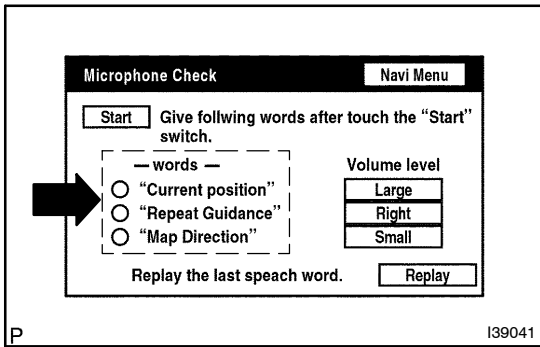 Microphone Check
Navi Menu
Start
Give follwing words after touch the “Start”
switch.
— words —
“Current position”
“Repeat Guidance”
“Map Direction”
Volume level
Large
Right
Small
Replay the last speach word.
Replay
P
I39041